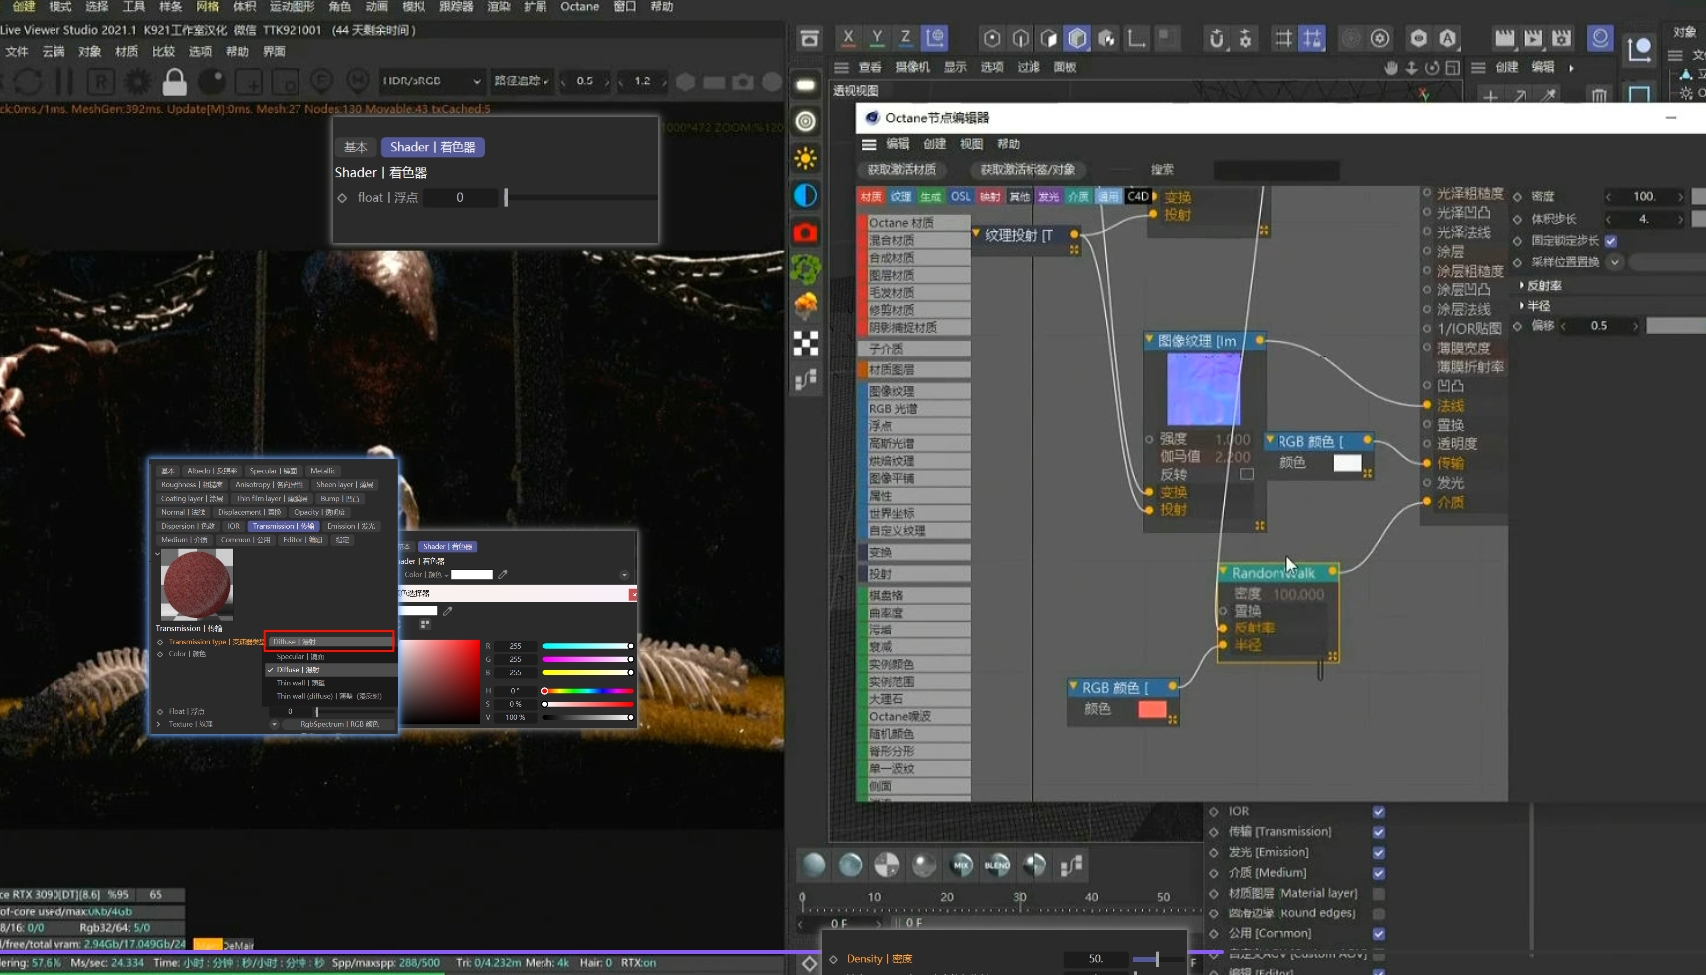 创建 模式 选择 工具 样条 网格 体积 运动图形 角色 动画 模拟 跟踪器 渲染 扩展 Octane 窗口 帮助
Live Viewer Studio 2021.1 K921工作室汉化 微信 TTK921001 (44 天剩余时间)
文件 云端 对象 材质 比较 选项 帮助 界面
HDR/sRGB 路径追踪 0.5 1.2
ck:0ms./1ms. MeshGen:392ms. Update[M]:0ms. Mesh:27 Nodes:130 Movable:43 txCached:5
基本 Shader | 着色器
Shader | 着色器
float | 浮点 0
X Y Z
对象
查看 摄像机 显示 选项 过滤 面板
创建 编辑
透视视图
Octane节点编辑器
编辑 创建 视图 帮助
获取激活材质 获取激活标签/对象 搜索
材质 纹理 生成 OSL 映射 其他 发光 介质 通用 C4D
Octane 材质
混合材质
合成材质
图层材质
毛发材质
修剪材质
阴影捕捉材质
子介质
材质图层
图像纹理
RGB 光谱
浮点
高斯光谱
烘焙纹理
图像平铺
属性
世界坐标
自定义纹理
变换
投射
棋盘格
曲率度
污垢
衰减
实例颜色
实例范围
大理石
Octane噪波
随机颜色
脊形分形
单一波纹
侧面
变换
投射
纹理投射 [T
图像纹理 [Im
强度 1.000
伽马值 2.200
反转
变换
投射
RGB 颜色 [
颜色
RandomWalk
密度 100.000
置换
反射率
半径
RGB 颜色 [
颜色
光泽粗糙度
光泽凹凸
光泽法线
涂层
涂层粗糙度
涂层凹凸
涂层法线
1/IOR贴图
薄膜宽度
薄膜折射率
凹凸
法线
置换
透明度
传输
发光
介质
密度 100.
体积步长 4.
固定锁定步长
采样位置置换
反射率
半径
偏移 0.5
基本 Albedo | 反照率 Specular | 镜面 Metallic
Roughness | 粗糙度 Anisotropy | 各向异性 Sheen layer | 薄层
Coating layer | 涂层 Thin film layer | 薄膜层 Bump | 凹凸
Normal | 法线 Displacement | 置换 Opacity | 透明度
Dispersion | 色散 IOR Transmission | 传输 Emission | 发光
Medium | 介质 Common | 公用 Editor | 编辑 指定
Transmission | 传输
Transmission type Diffuse | 漫射
Color | 颜色
Specular | 镜面
Diffuse | 漫射
Thin wall | 薄壁
Thin wall (diffuse) | 薄壁 (漫反射)
Float | 浮点 0
Texture | 纹理 RgbSpectrum | RGB 颜色
Shader | 着色器
Color | 颜色
R 255
G 255
B 255
H 0°
S 0 %
V 100 %
IOR
传输 [Transmission]
发光 [Emission]
介质 [Medium]
材质图层 [Material layer]
圆滑边缘 [Round edges]
公用 [Common]
编辑 [Editor]
MIX BLEND
0 10 20 30 40 50
0 F 0 F
Density | 密度 50.
ce RTX 3090[DT][8.6] %95 65
of-core used/max:0Kb/4Gb
8/16: 0/0 Rgb32/64: 5/0
/free/total vram: 2.94Gb/17.049Gb/24
dering: 57.6% Ms/sec: 24.334 Time: 小时 : 分钟 : 秒/小时 : 分钟 : 秒 Spp/maxspp: 288/500 Tri: 0/4.232m Mesh: 4k Hair: 0 RTX:on